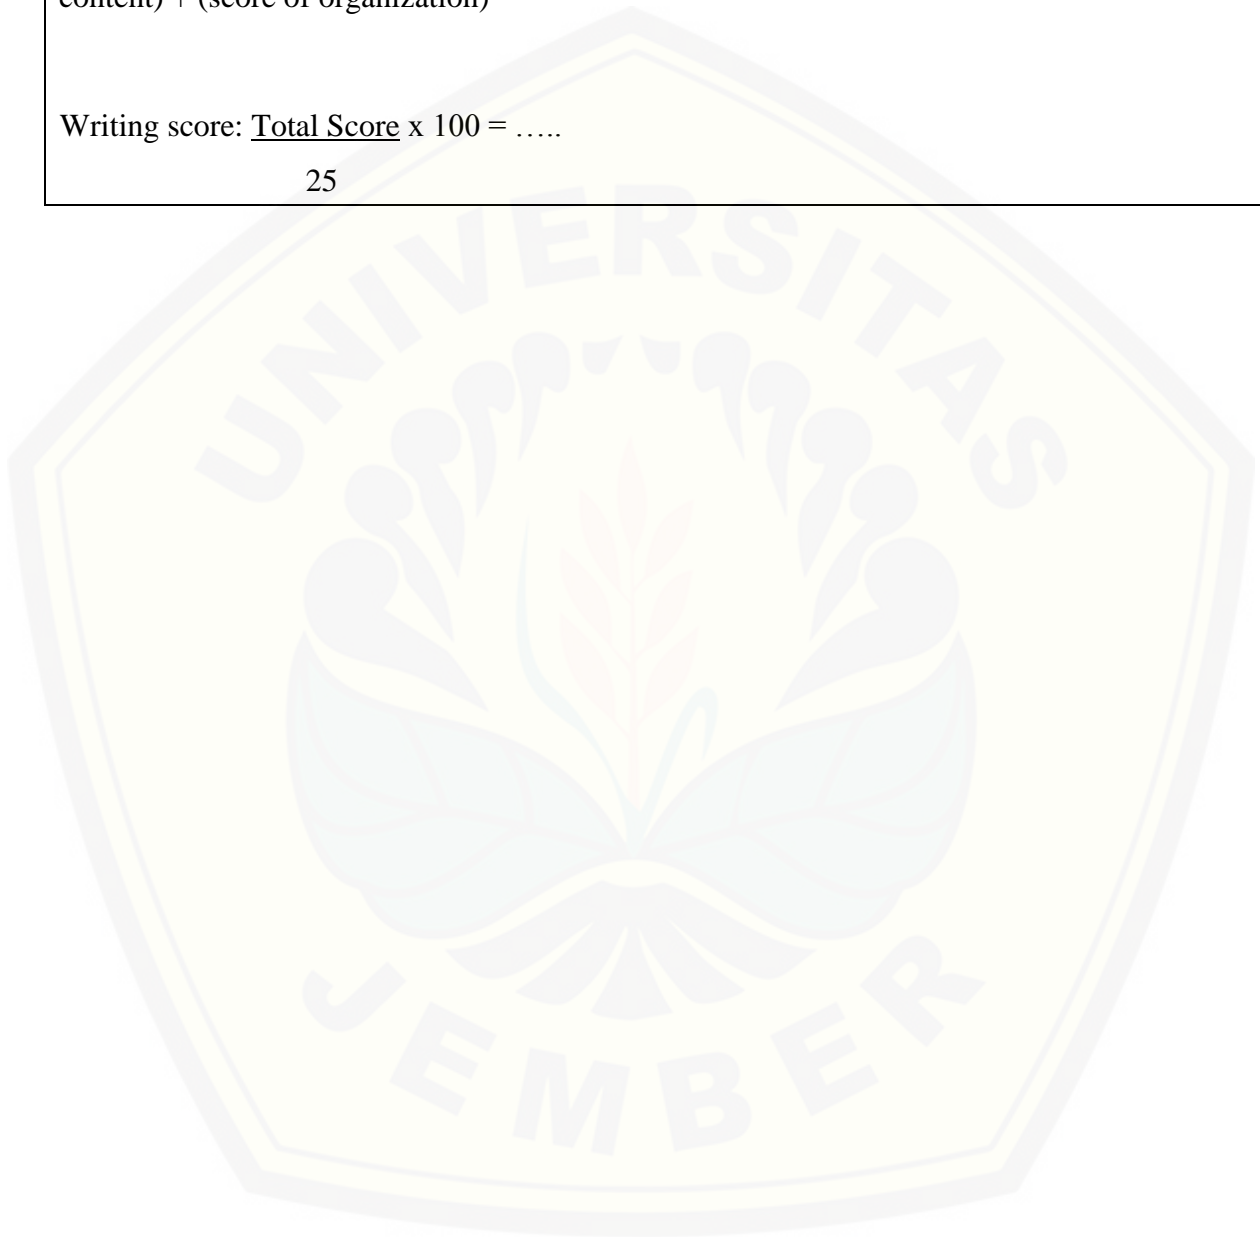 content) + (score of organization)
Writing score: Total Score x 100 = …..
25
UNIVERSITAS
JEMBER